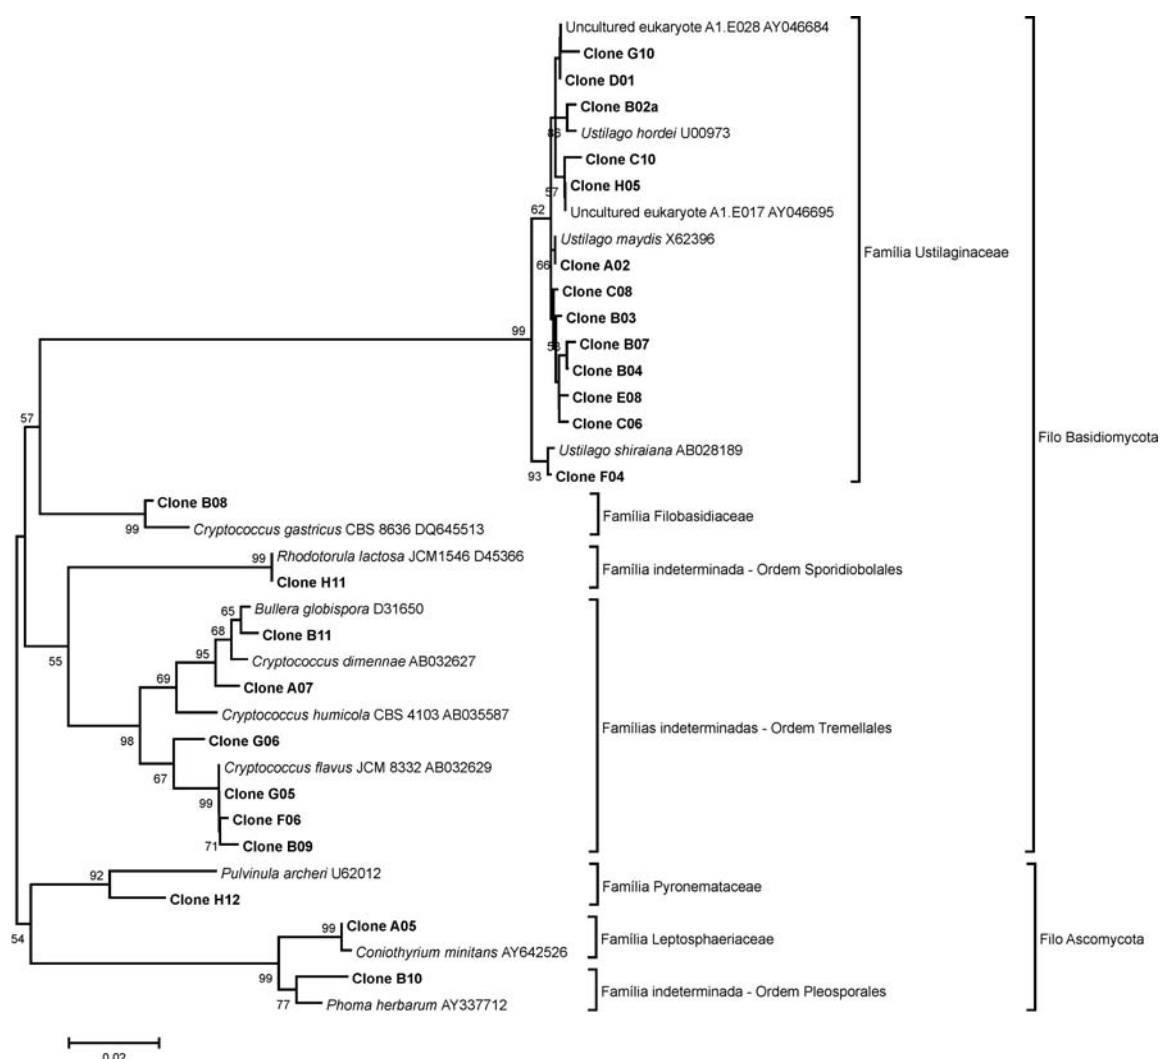 Uncultured eukaryote A1.E028 AY046684
Clone G10
Clone D01
Clone B02a
86
Ustilago hordei U00973
Clone C10
57
Clone H05
Uncultured eukaryote A1.E017 AY046695
62
Ustilago maydis X62396
66
Clone A02
Família Ustilaginaceae
Clone C08
Clone B03
99
Clone B07
Clone B04
Clone E08
Clone C06
57
Filo Basidiomycota
Ustilago shiraiana AB028189
93
Clone F04
Clone B08
99
Cryptococcus gastricus CBS 8636 DQ645513
Família Filobasidiaceae
99
Rhodotorula lactosa JCM1546 D45366
Clone H11
Família indeterminada - Ordem Sporidiobolales
65
Bullera globispora D31650
68
Clone B11
95
Cryptococcus dimennae AB032627
55
69
Clone A07
Cryptococcus humicola CBS 4103 AB035587
Famílias indeterminadas - Ordem Tremellales
98
Clone G06
67
Cryptococcus flavus JCM 8332 AB032629
99
Clone G05
Clone F06
71
Clone B09
92
Pulvinula archeri U62012
Clone H12
Família Pyronemataceae
54
99
Clone A05
Coniothyrium minitans AY642526
Família Leptosphaeriaceae
Filo Ascomycota
99
Clone B10
77
Phoma herbarum AY337712
Família indeterminada - Ordem Pleosporales
0.02